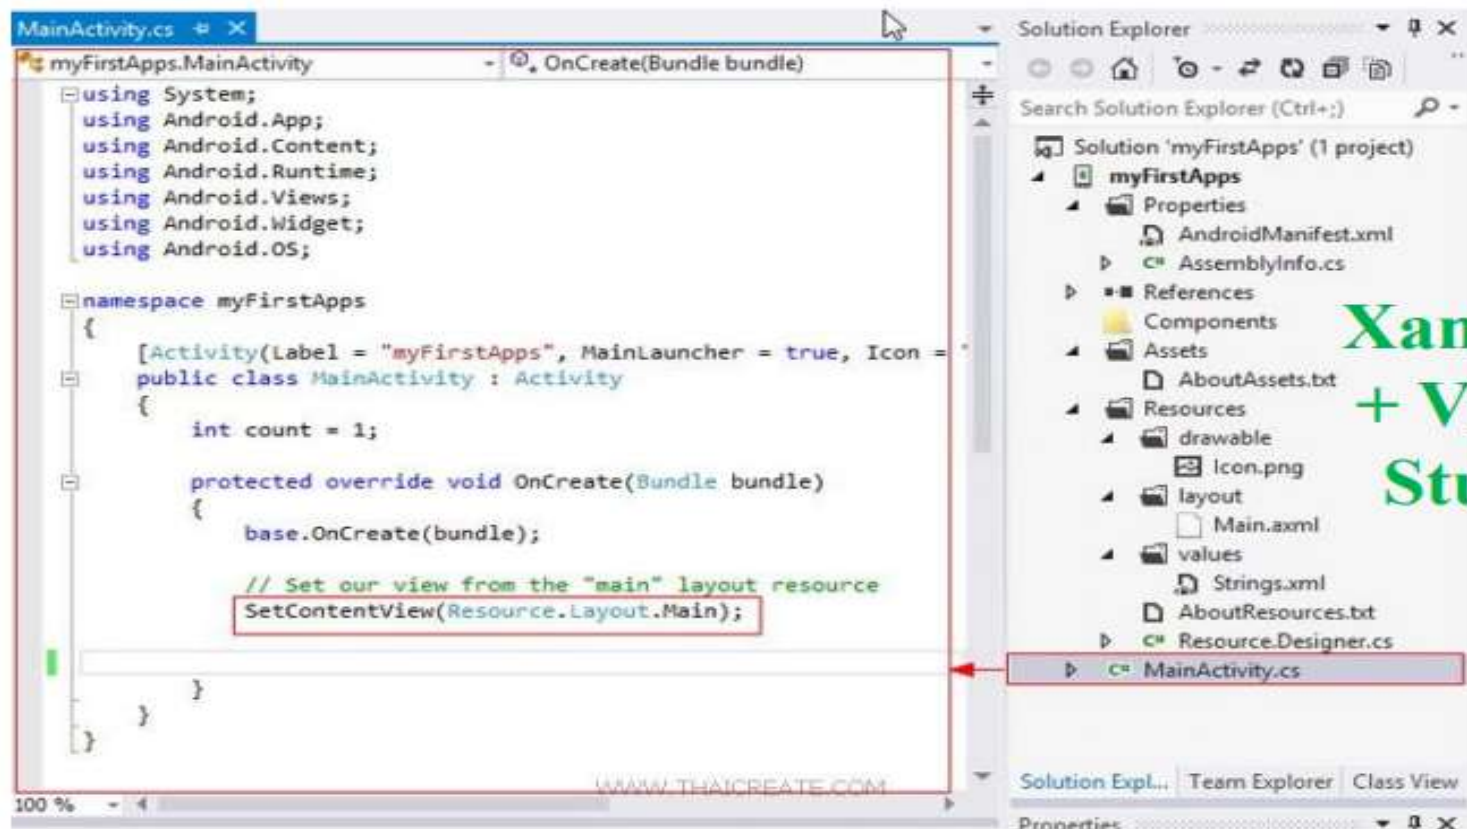 MainActivity.cs
myFirstApps.MainActivity
OnCreate(Bundle bundle)
using System;
using Android.App;
using Android.Content;
using Android.Runtime;
using Android.Views;
using Android.Widget;
using Android.OS;
namespace myFirstApps
{
[Activity(Label = "myFirstApps", MainLauncher = true, Icon = "
public class MainActivity : Activity
{
int count = 1;
protected override void OnCreate(Bundle bundle)
{
base.OnCreate(bundle);
// Set our view from the "main" layout resource
SetContentView(Resource.Layout.Main);
}
}
}
WWW.THAICREATE.COM
100 %
Solution Explorer
Search Solution Explorer (Ctrl+;)
Solution 'myFirstApps' (1 project)
myFirstApps
Properties
AndroidManifest.xml
C# AssemblyInfo.cs
References
Components
Assets
AboutAssets.txt
Resources
drawable
Icon.png
layout
Main.axml
values
Strings.xml
AboutResources.txt
C# Resource.Designer.cs
C# MainActivity.cs
Xan
+ V
Stu
Solution Expl... Team Explorer Class View
Properties